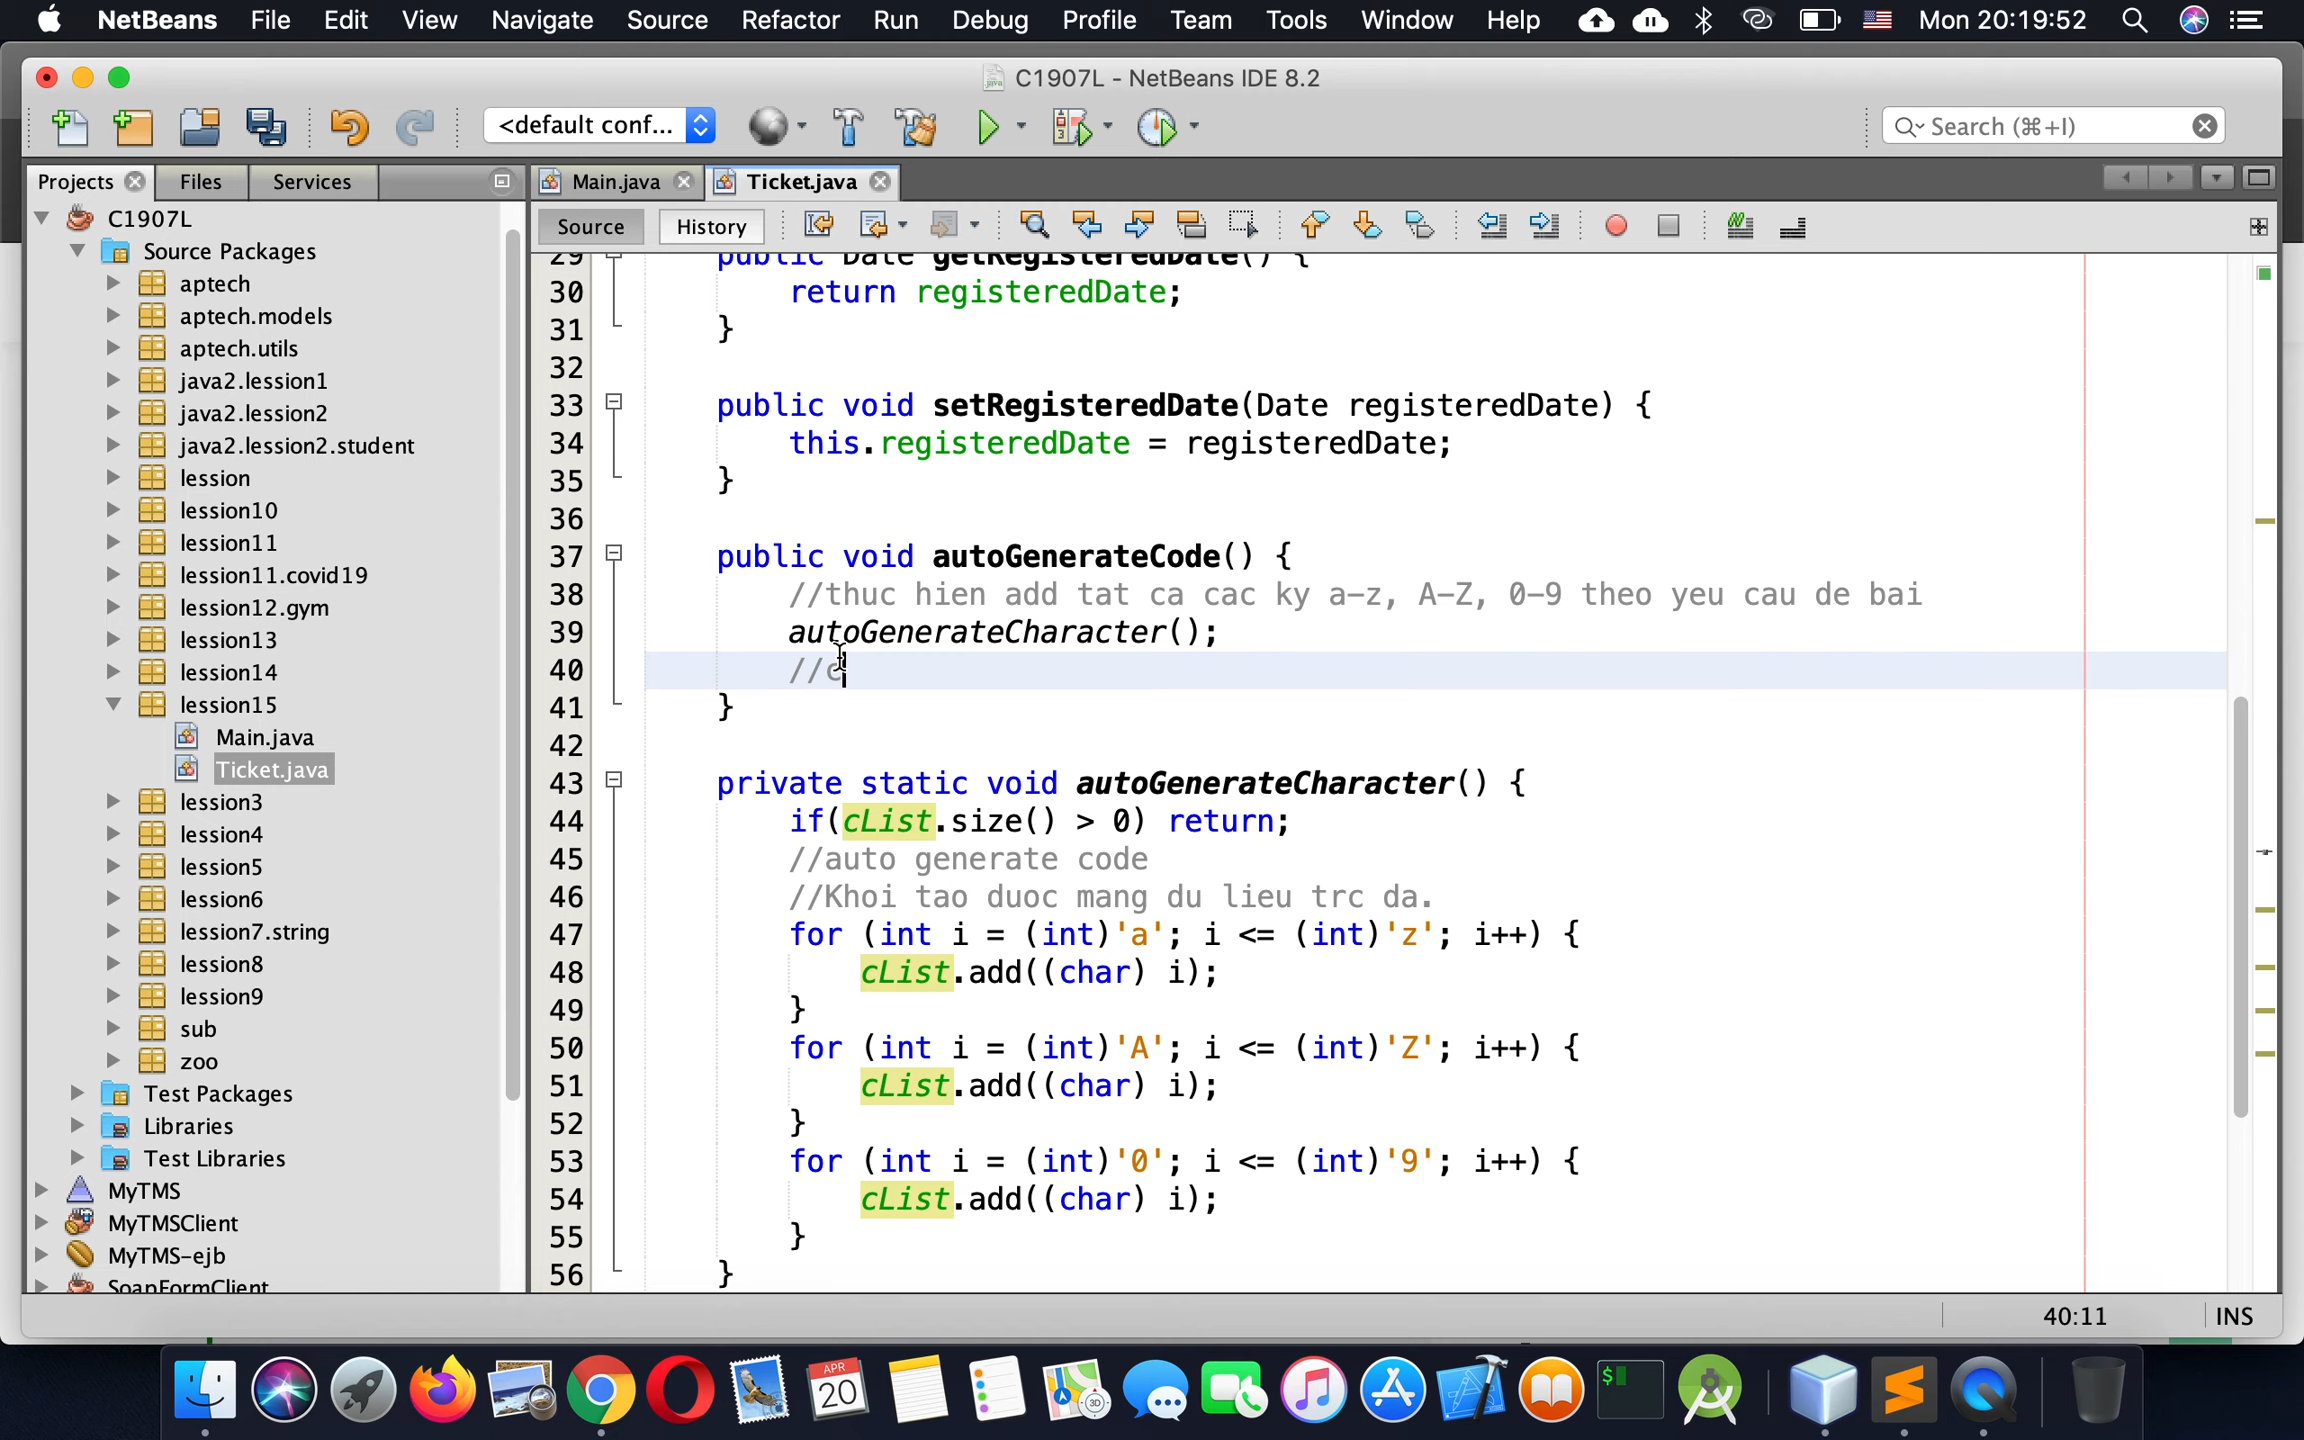 NetBeans File Edit View Navigate Source Refactor Run Debug Profile Team Tools Window Help Mon 20:19:52
C1907L - NetBeans IDE 8.2
<default conf... Search (⌘+I)
Projects Files Services Main.java Ticket.java
Source History
C1907L
Source Packages
aptech
aptech.models
aptech.utils
java2.lession1
java2.lession2
java2.lession2.student
lession
lession10
lession11
lession11.covid19
lession12.gym
lession13
lession14
lession15
Main.java
Ticket.java
lession3
lession4
lession5
lession6
lession7.string
lession8
lession9
sub
zoo
Test Packages
Libraries
Test Libraries
MyTMS
MyTMSClient
MyTMS-ejb
SoapFormClient
29 public Date getRegisteredDate() {
30 return registeredDate;
31 }
32
33 public void setRegisteredDate(Date registeredDate) {
34 this.registeredDate = registeredDate;
35 }
36
37 public void autoGenerateCode() {
38 //thuc hien add tat ca cac ky a-z, A-Z, 0-9 theo yeu cau de bai
39 autoGenerateCharacter();
40 //c
41 }
42
43 private static void autoGenerateCharacter() {
44 if(cList.size() > 0) return;
45 //auto generate code
46 //Khoi tao duoc mang du lieu trc da.
47 for (int i = (int)'a'; i <= (int)'z'; i++) {
48 cList.add((char) i);
49 }
50 for (int i = (int)'A'; i <= (int)'Z'; i++) {
51 cList.add((char) i);
52 }
53 for (int i = (int)'0'; i <= (int)'9'; i++) {
54 cList.add((char) i);
55 }
56 }
40:11 INS
APR
20